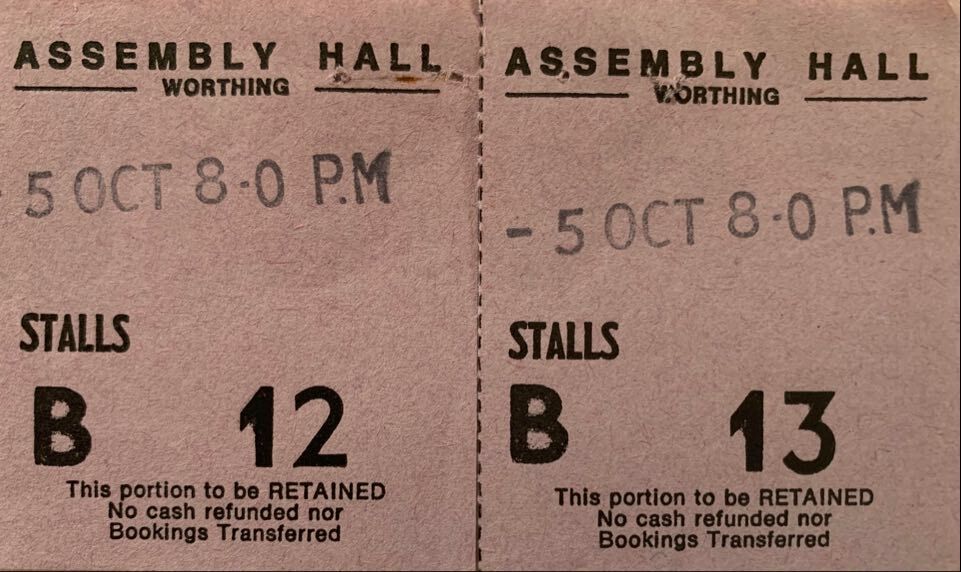 ASSEMBLY HALL
WORTHING
- 5 OCT 8-0 P.M
STALLS
B 12
This portion to be RETAINED
No cash refunded nor
Bookings Transferred
ASSEMBLY HALL
WORTHING
- 5 OCT 8-0 P.M
STALLS
B 13
This portion to be RETAINED
No cash refunded nor
Bookings Transferred